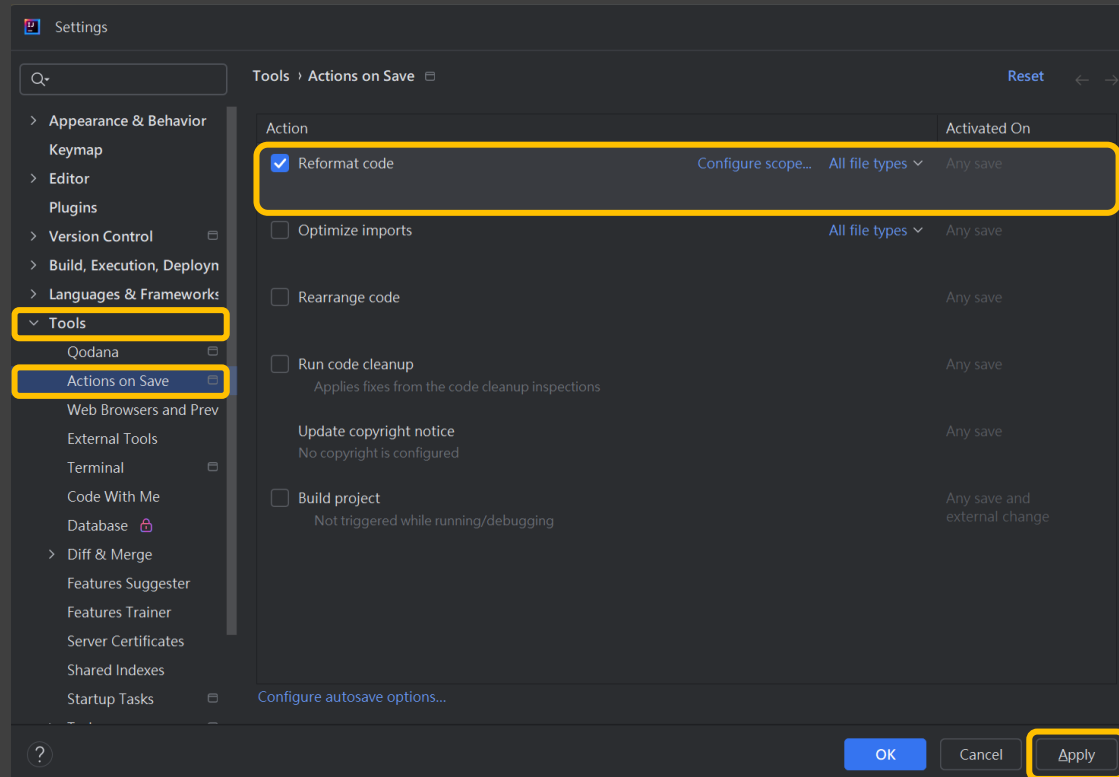 Settings
Tools › Actions on Save
Reset
Appearance & Behavior
Keymap
Editor
Plugins
Version Control
Build, Execution, Deployn
Languages & Frameworks
Tools
Qodana
Actions on Save
Web Browsers and Prev
External Tools
Terminal
Code With Me
Database
Diff & Merge
Features Suggester
Features Trainer
Server Certificates
Shared Indexes
Startup Tasks
Action Activated On
Reformat code Configure scope... All file types Any save
Optimize imports All file types Any save
Rearrange code Any save
Run code cleanup Any save
Applies fixes from the code cleanup inspections
Update copyright notice Any save
No copyright is configured
Build project Any save and
Not triggered while running/debugging external change
Configure autosave options...
? OK Cancel Apply